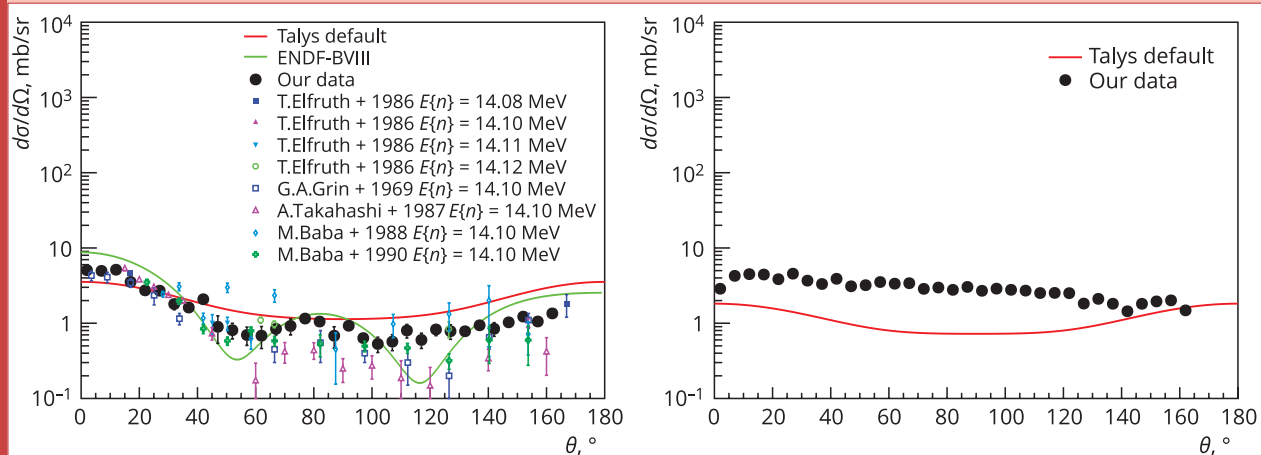 10⁴
10³
10²
10
1
10⁻¹
dσ/dΩ, mb/sr
Talys default
ENDF-BVIII
Our data
T.Elfruth + 1986 E{n} = 14.08 MeV
T.Elfruth + 1986 E{n} = 14.10 MeV
T.Elfruth + 1986 E{n} = 14.11 MeV
T.Elfruth + 1986 E{n} = 14.12 MeV
G.A.Grin + 1969 E{n} = 14.10 MeV
A.Takahashi + 1987 E{n} = 14.10 MeV
M.Baba + 1988 E{n} = 14.10 MeV
M.Baba + 1990 E{n} = 14.10 MeV
0 20 40 60 80 100 120 140 160 180
θ, °
10⁴
10³
10²
10
1
10⁻¹
dσ/dΩ, mb/sr
Talys default
Our data
0 20 40 60 80 100 120 140 160 180
θ, °